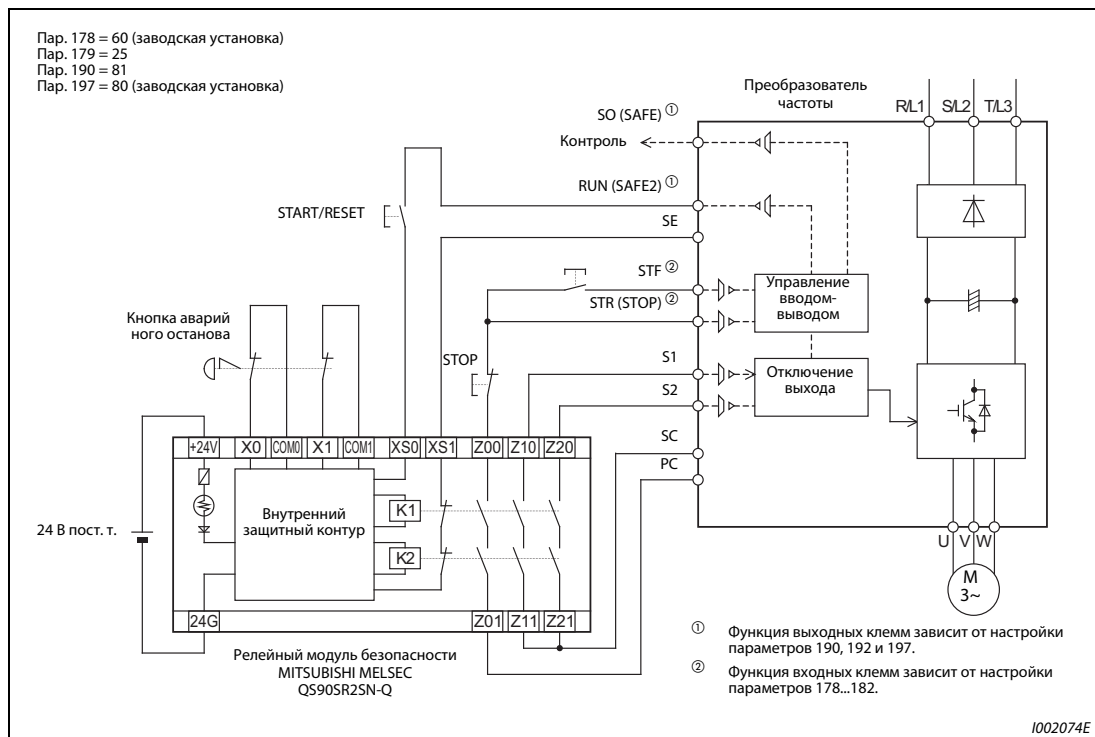 Пар. 178 = 60 (заводская установка)
Пар. 179 = 25
Пар. 190 = 81
Пар. 197 = 80 (заводская установка)
Преобразователь
частоты
R/L1 S/L2 T/L3
SO (SAFE) ①
Контроль
RUN (SAFE2) ①
START/RESET
SE
STF ②
STR (STOP) ②
Управление
вводом-
выводом
Кнопка аварий
ного останова
STOP
S1
Отключение
выхода
S2
SC
PC
+24V X0 COM0 X1 COM1 XS0 XS1 Z00 Z10 Z20
Внутренний
защитный контур
K1
K2
24 В пост. т.
U V W
M
3~
24G Z01 Z11 Z21
Релейный модуль безопасности
MITSUBISHI MELSEC
QS90SR2SN-Q
① Функция выходных клемм зависит от настройки
параметров 190, 192 и 197.
② Функция входных клемм зависит от настройки
параметров 178...182.
I002074E